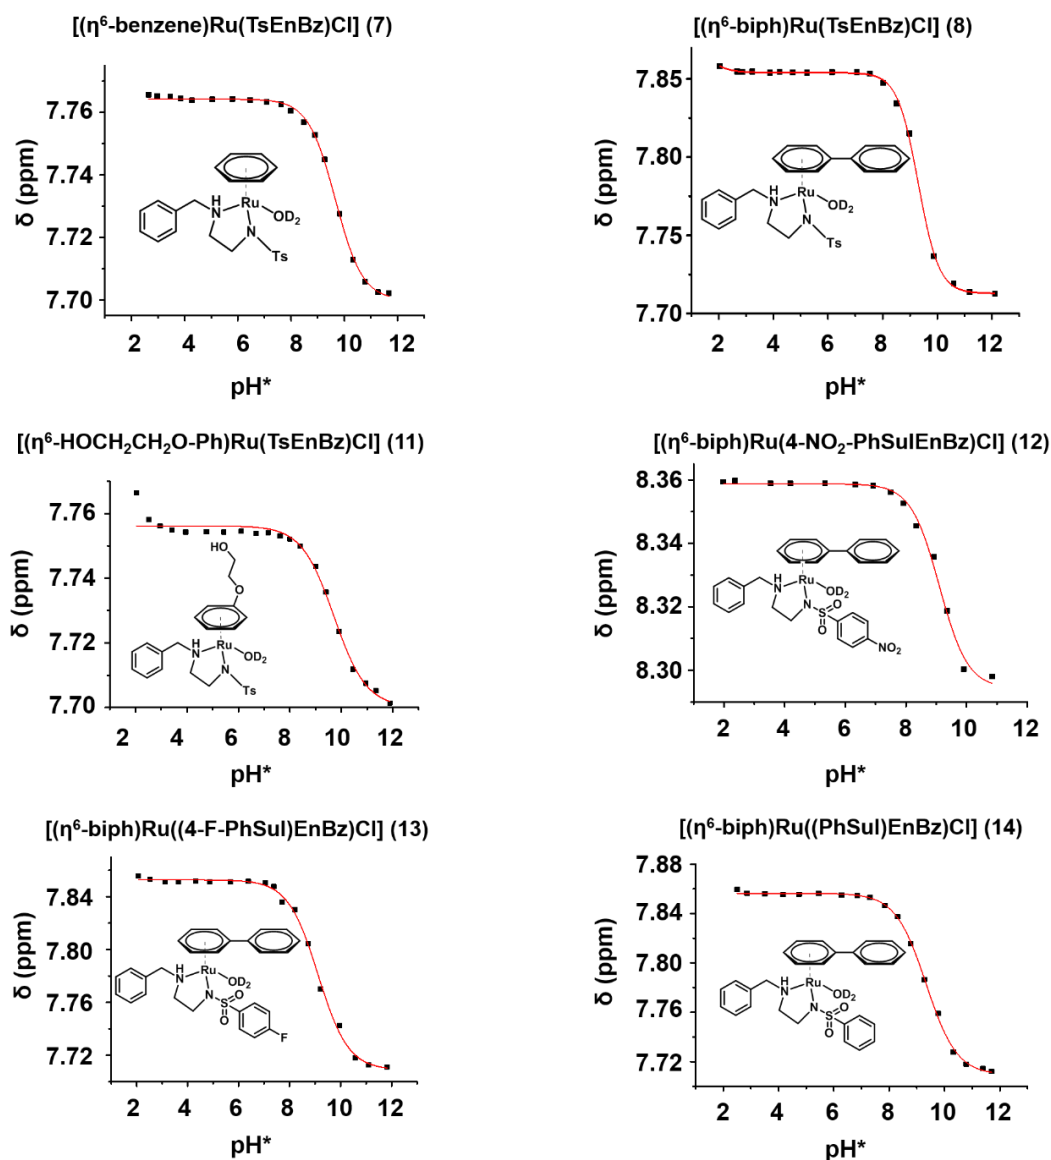 [(η⁶-benzene)Ru(TsEnBz)Cl] (7)
δ (ppm)
7.76
7.74
7.72
7.70
H
N
Ru
OD₂
N
Ts
2 4 6 8 10 12
pH*
[(η⁶-biph)Ru(TsEnBz)Cl] (8)
δ (ppm)
7.85
7.80
7.75
7.70
H
N
Ru
OD₂
N
Ts
2 4 6 8 10 12
pH*
[(η⁶-HOCH₂CH₂O-Ph)Ru(TsEnBz)Cl] (11)
δ (ppm)
7.76
7.74
7.72
7.70
HO
O
H
N
Ru
OD₂
N
Ts
2 4 6 8 10 12
pH*
[(η⁶-biph)Ru(4-NO₂-PhSulEnBz)Cl] (12)
δ (ppm)
8.36
8.34
8.32
8.30
H
N
Ru
OD₂
N
S
O
O
NO₂
2 4 6 8 10 12
pH*
[(η⁶-biph)Ru((4-F-PhSul)EnBz)Cl] (13)
δ (ppm)
7.84
7.80
7.76
7.72
H
N
Ru
OD₂
N
S
O
O
F
2 4 6 8 10 12
pH*
[(η⁶-biph)Ru((PhSul)EnBz)Cl] (14)
δ (ppm)
7.88
7.84
7.80
7.76
7.72
H
N
Ru
OD₂
N
S
O
O
2 4 6 8 10 12
pH*